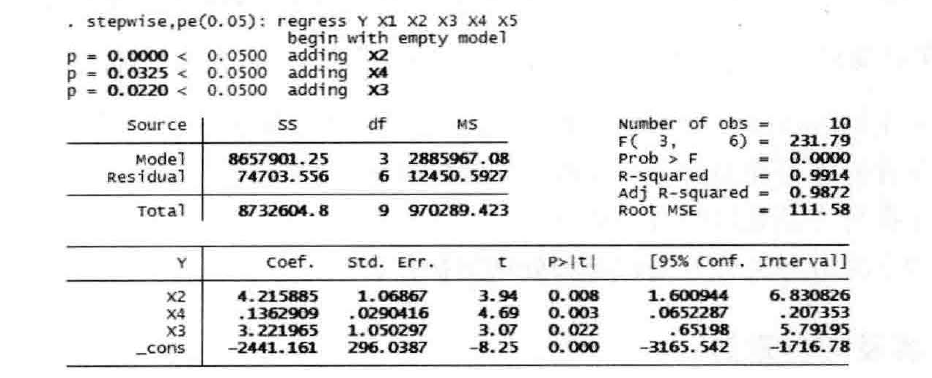 . stepwise,pe(0.05): regress Y X1 X2 X3 X4 X5
begin with empty model
p = 0.0000 < 0.0500 adding X2
p = 0.0325 < 0.0500 adding X4
p = 0.0220 < 0.0500 adding X3
Source | SS df MS Number of obs = 10
F( 3, 6) = 231.79
Model | 8657901.25 3 2885967.08 Prob > F = 0.0000
Residual | 74703.556 6 12450.5927 R-squared = 0.9914
Adj R-squared = 0.9872
Total | 8732604.8 9 970289.423 Root MSE = 111.58
Y | Coef. Std. Err. t P>|t| [95% Conf. Interval]
X2 | 4.215885 1.06867 3.94 0.008 1.600944 6.830826
X4 | .1362909 .0290416 4.69 0.003 .0652287 .207353
X3 | 3.221965 1.050297 3.07 0.022 .65198 5.79195
_cons | -2441.161 296.0387 -8.25 0.000 -3165.542 -1716.78